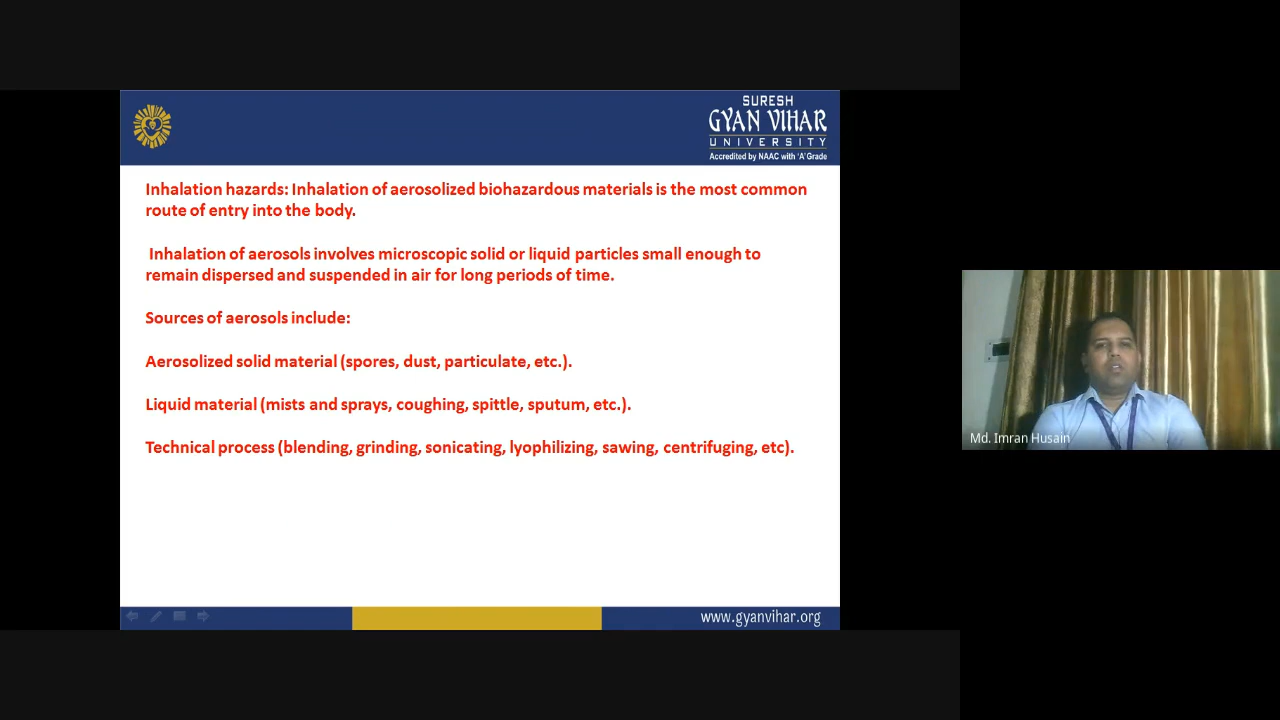 SURESH
GYAN VIHAR
UNIVERSITY
Accredited by NAAC with 'A' Grade
Inhalation hazards: Inhalation of aerosolized biohazardous materials is the most common
route of entry into the body.
Inhalation of aerosols involves microscopic solid or liquid particles small enough to
remain dispersed and suspended in air for long periods of time.
Sources of aerosols include:
Aerosolized solid material (spores, dust, particulate, etc.).
Liquid material (mists and sprays, coughing, spittle, sputum, etc.).
Technical process (blending, grinding, sonicating, lyophilizing, sawing, centrifuging, etc).
www.gyanvihar.org
Md. Imran Husain